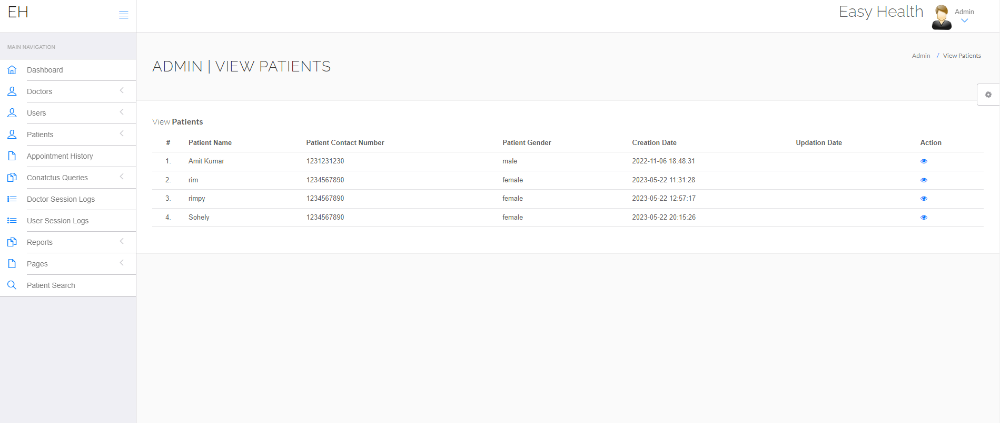 EH
Easy Health
Admin
MAIN NAVIGATION
Dashboard
Doctors
Users
Patients
Appointment History
Conatctus Queries
Doctor Session Logs
User Session Logs
Reports
Pages
Patient Search
ADMIN | VIEW PATIENTS
Admin / View Patients
View Patients
# Patient Name Patient Contact Number Patient Gender Creation Date Updation Date Action
1. Amit Kumar 1231231230 male 2022-11-06 18:48:31
2. rim 1234567890 female 2023-05-22 11:31:28
3. rimpy 1234567890 female 2023-05-22 12:57:17
4. Sohely 1234567890 female 2023-05-22 20:15:26